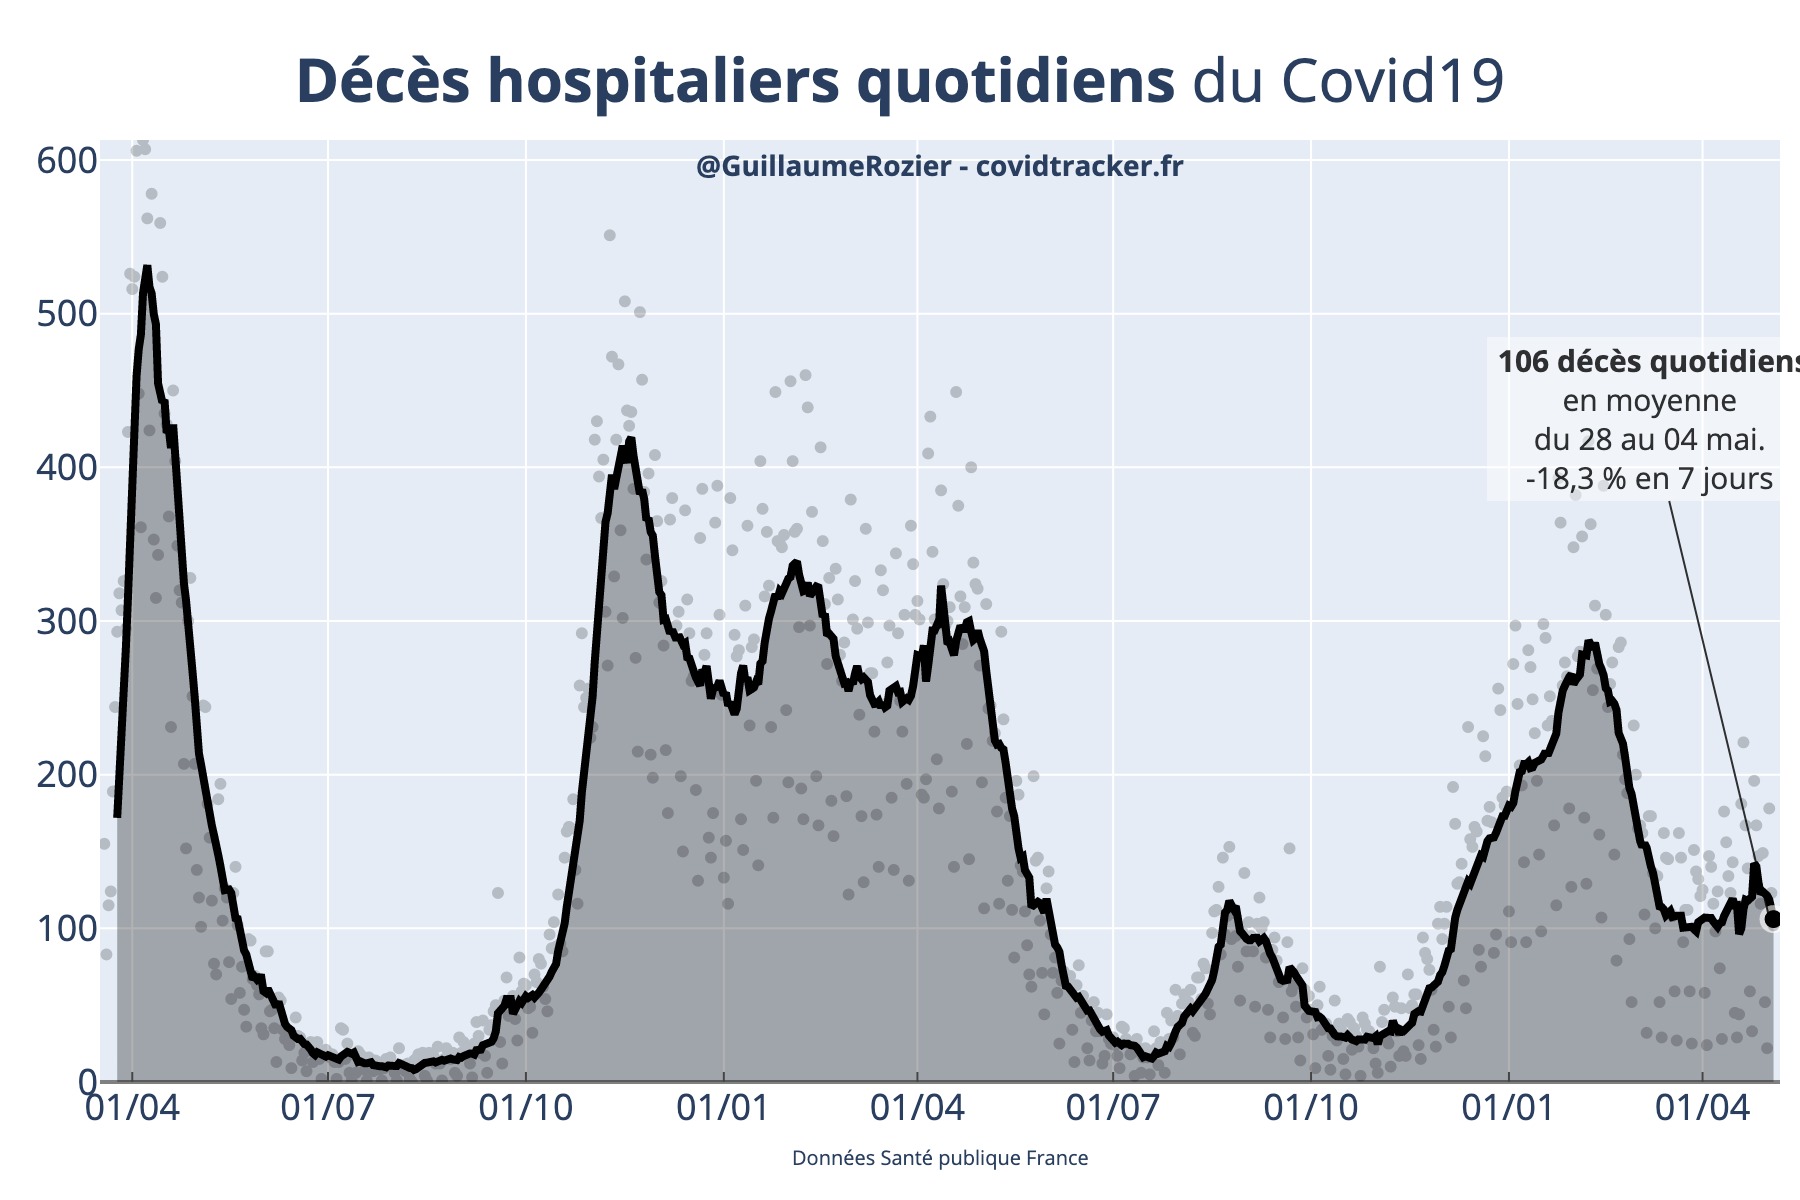 Décès hospitaliers quotidiens du Covid19
@GuillaumeRozier - covidtracker.fr
600
500
400
300
200
100
0
106 décès quotidiens
en moyenne
du 28 au 04 mai.
-18,3 % en 7 jours
01/04 01/07 01/10 01/01 01/04 01/07 01/10 01/01 01/04
Données Santé publique France